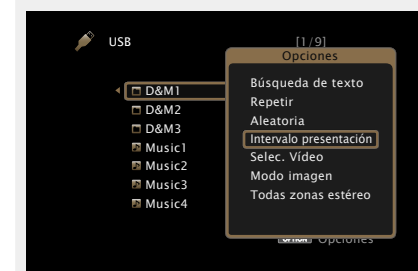 USB
[1/9]
Opciones
D&M1
D&M2
D&M3
Music1
Music2
Music3
Music4
Búsqueda de texto
Repetir
Aleatoria
Intervalo presentación
Selec. Vídeo
Modo imagen
Todas zonas estéreo
OPTION Opciones